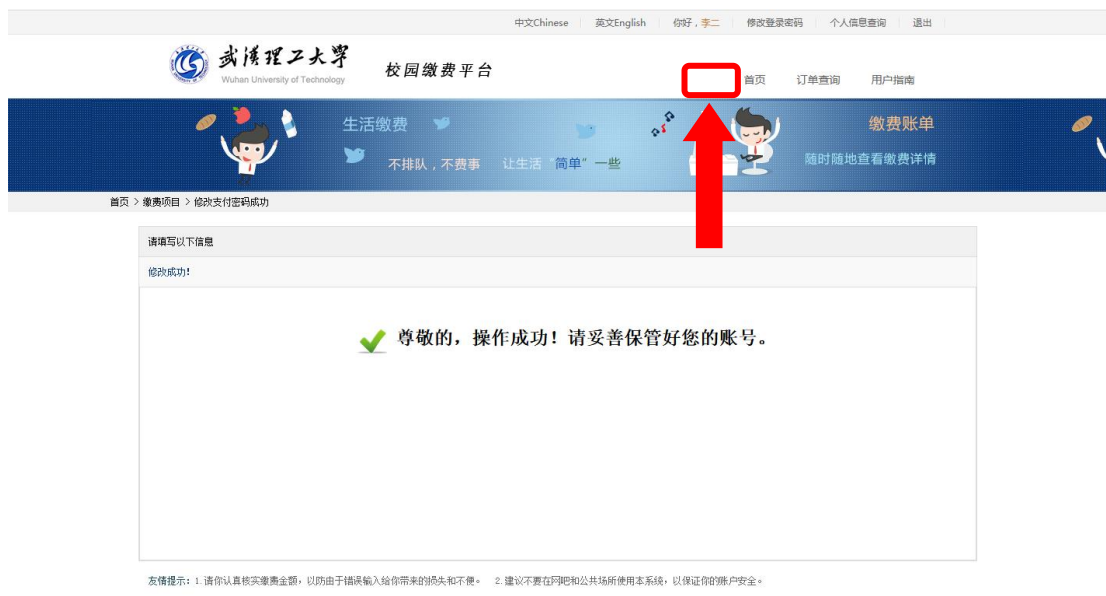 中文Chinese 英文English 你好，李二 修改登录密码 个人信息查询 退出
武汉理工大学
Wuhan University of Technology
校园缴费平台
首页 订单查询 用户指南
生活缴费
不排队，不费事 让生活“简单”一些
缴费账单
随时随地查看缴费详情
首页 > 缴费项目 > 修改支付密码成功
请填写以下信息
修改成功!
尊敬的，操作成功！请妥善保管好您的账号。
友情提示：1.请你认真核实缴费金额，以防由于错误输入给你带来的损失和不便。 2.建议不要在网吧和公共场所使用本系统，以保证你的账户安全。